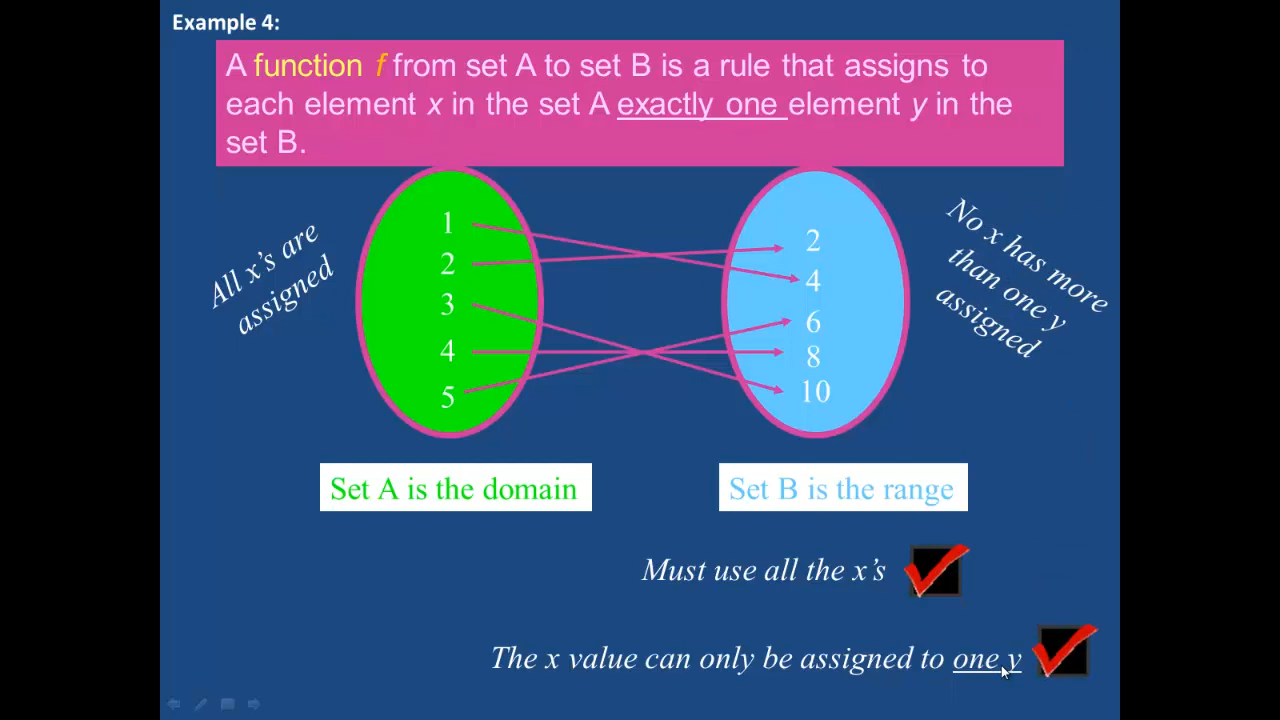 Example 4:
A function f from set A to set B is a rule that assigns to
each element x in the set A exactly one element y in the
set B.
All x's are
assigned
1
2
3
4
5
2
4
6
8
10
No x has more
than one y
assigned
Set A is the domain
Set B is the range
Must use all the x's
The x value can only be assigned to one y